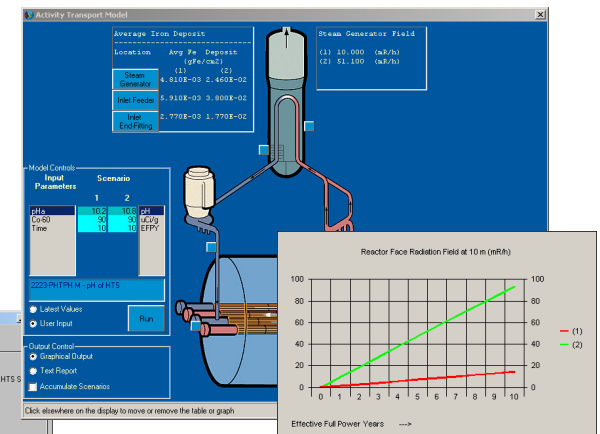 Activity Transport Model
Average Iron Deposit
Location Avg Fe Deposit
(gFe/cm2)
(1) (2)
Steam Generator 4.810E-03 2.460E-02
Inlet Feeder 5.910E-03 3.800E-02
Inlet End-Fitting 2.770E-03 1.770E-02
Steam Generator Field
(1) 10.000 (mR/h)
(2) 51.100 (mR/h)
Model Controls
Input Parameters Scenario
1 2
pHa 10.2 10.8 pH
Co-60 90 90 uCi/g
Time 10 10 EFPY
2223-PHTPH.M - pH of HTS
Latest Values
User Input
Run
Output Control
Graphical Output
Text Report
Accumulate Scenarios
Click elsewhere on the display to move or remove the table or graph
HTS S
Reactor Face Radiation Field at 10 m (mR/h)
100 100
80 80
60 60
40 40
20 20
0 0
0 1 2 3 4 5 6 7 8 9 10
(1)
(2)
Effective Full Power Years --->